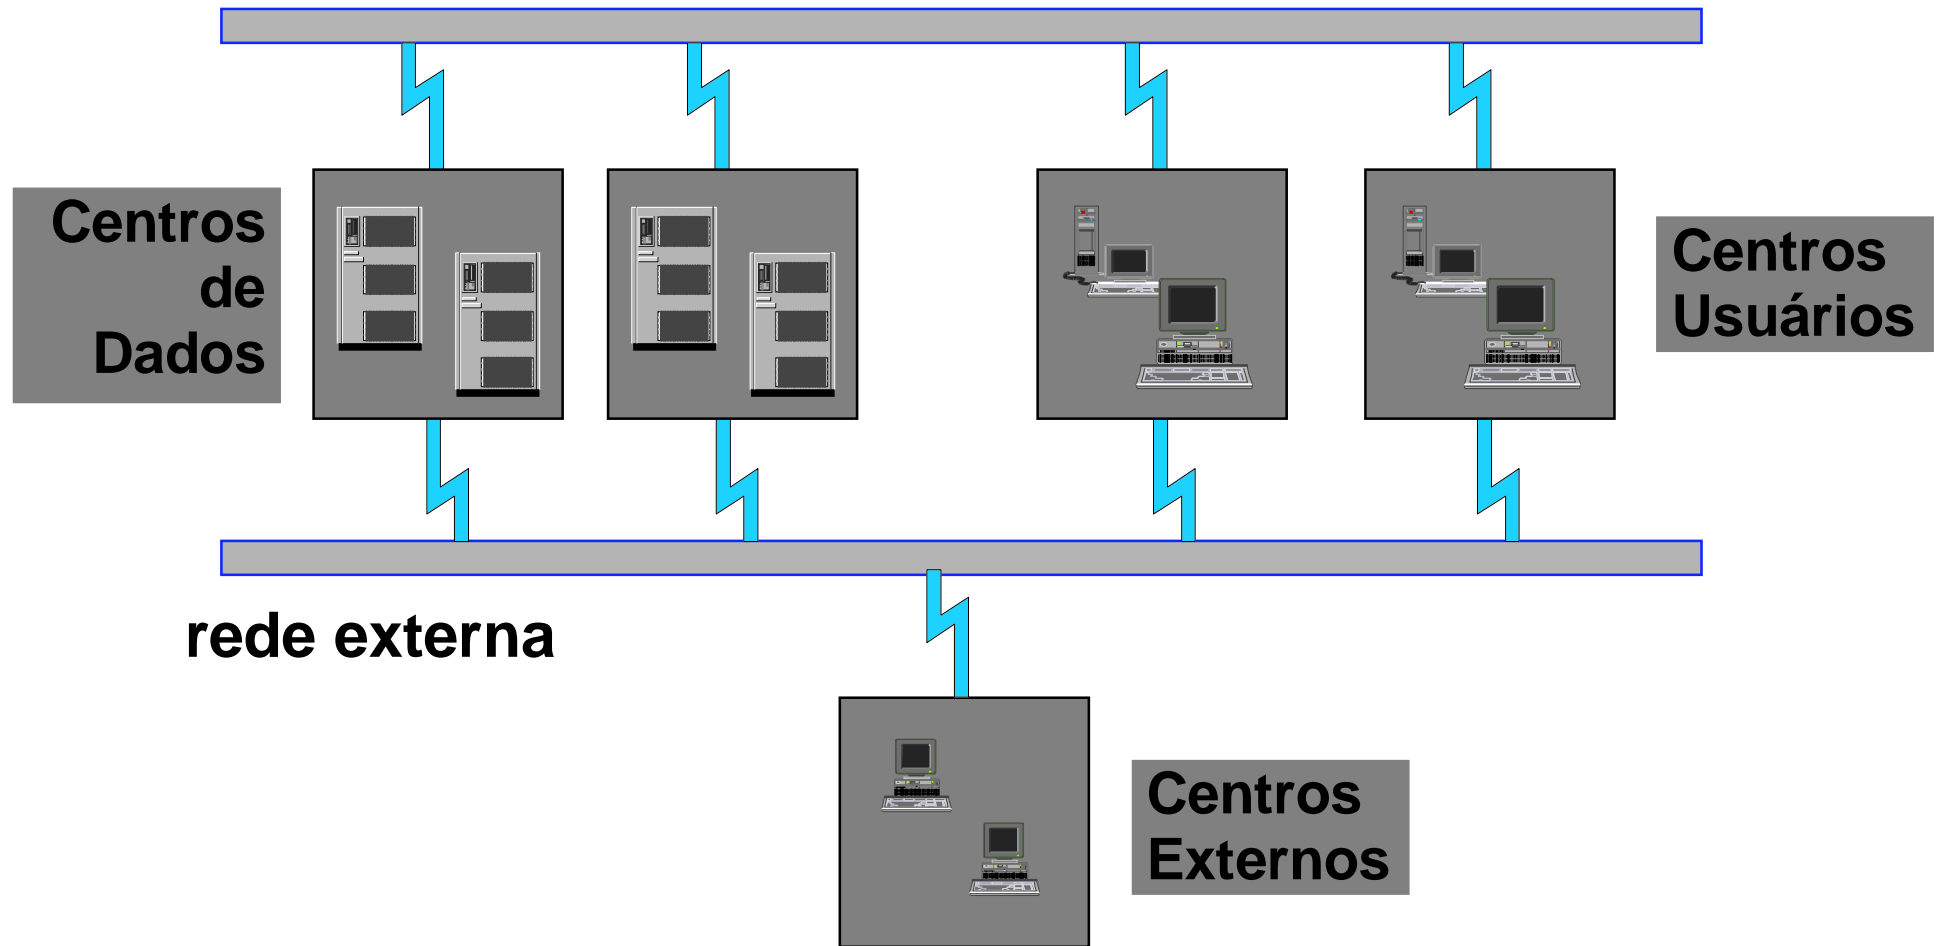 Centros
de
Dados
Centros
Usuários
rede externa
Centros
Externos